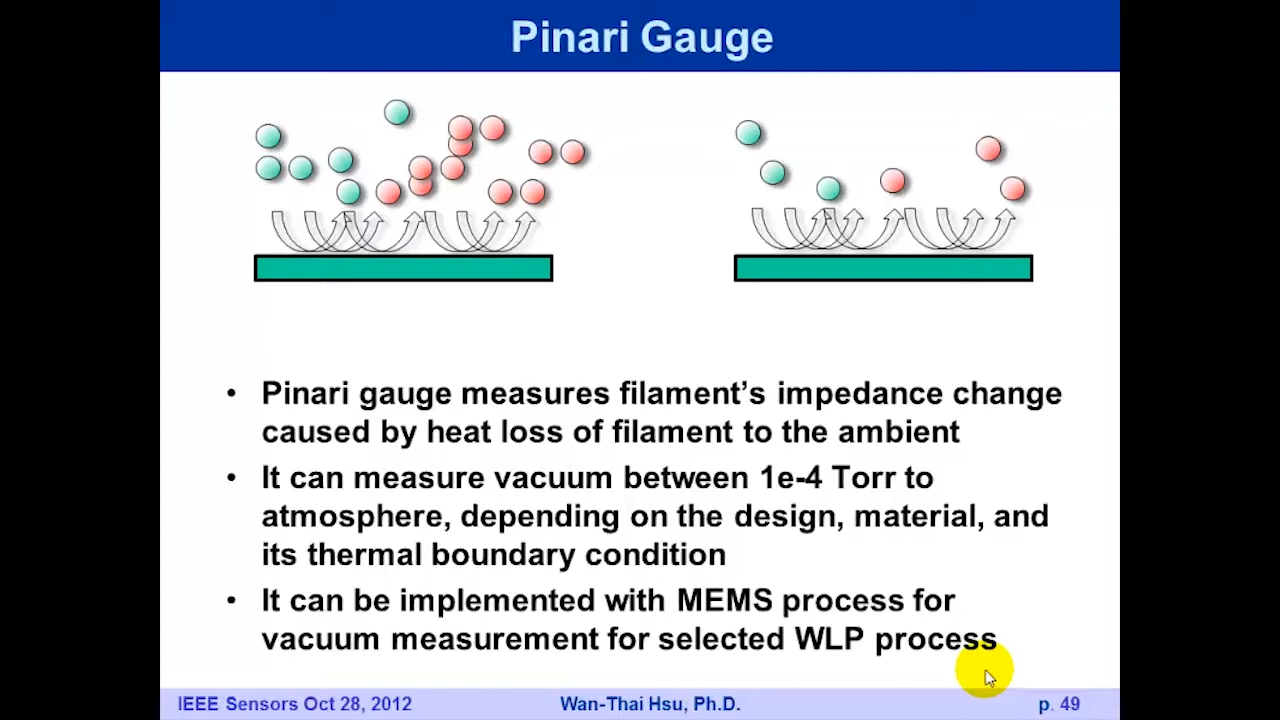 Pinari Gauge
• Pinari gauge measures filament’s impedance change
caused by heat loss of filament to the ambient
• It can measure vacuum between 1e-4 Torr to
atmosphere, depending on the design, material, and
its thermal boundary condition
• It can be implemented with MEMS process for
vacuum measurement for selected WLP process
IEEE Sensors Oct 28, 2012 Wan-Thai Hsu, Ph.D. p. 49